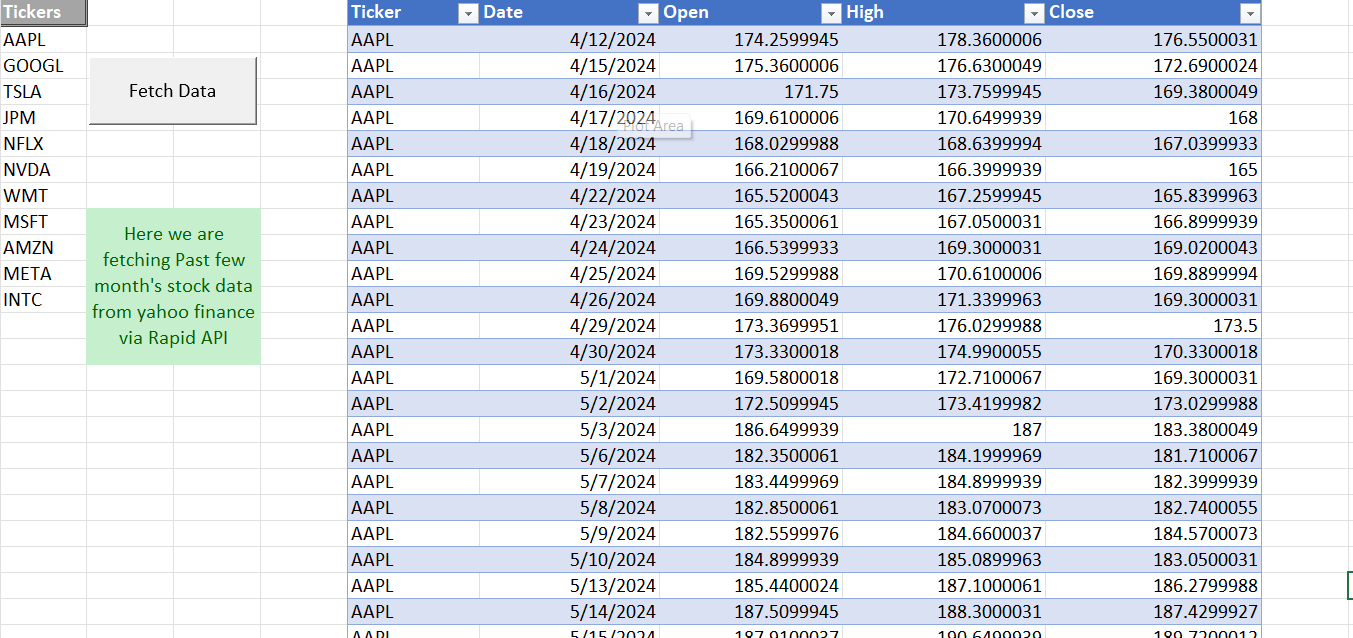 Tickers Ticker Date Open High Close
AAPL AAPL 4/12/2024 174.2599945 178.3600006 176.5500031
GOOGL AAPL 4/15/2024 175.3600006 176.6300049 172.6900024
Fetch Data
TSLA AAPL 4/16/2024 171.75 173.7599945 169.3800049
JPM AAPL 4/17/2024 169.6100006 170.6499939 168
Plot Area
NFLX AAPL 4/18/2024 168.0299988 168.6399994 167.0399933
NVDA AAPL 4/19/2024 166.2100067 166.3999939 165
WMT AAPL 4/22/2024 165.5200043 167.2599945 165.8399963
MSFT AAPL 4/23/2024 165.3500061 167.0500031 166.8999939
Here we are
AMZN AAPL 4/24/2024 166.5399933 169.3000031 169.0200043
fetching Past few
META AAPL 4/25/2024 169.5299988 170.6100006 169.8899994
month's stock data
INTC AAPL 4/26/2024 169.8800049 171.3399963 169.3000031
from yahoo finance
AAPL 4/29/2024 173.3699951 176.0299988 173.5
via Rapid API
AAPL 4/30/2024 173.3300018 174.9900055 170.3300018
AAPL 5/1/2024 169.5800018 172.7100067 169.3000031
AAPL 5/2/2024 172.5099945 173.4199982 173.0299988
AAPL 5/3/2024 186.6499939 187 183.3800049
AAPL 5/6/2024 182.3500061 184.1999969 181.7100067
AAPL 5/7/2024 183.4499969 184.8999939 182.3999939
AAPL 5/8/2024 182.8500061 183.0700073 182.7400055
AAPL 5/9/2024 182.5599976 184.6600037 184.5700073
AAPL 5/10/2024 184.8999939 185.0899963 183.0500031
AAPL 5/13/2024 185.4400024 187.1000061 186.2799988
AAPL 5/14/2024 187.5099945 188.3000031 187.4299927
AAPL 5/15/2024 187.9100037 190.6499939 189.7200012